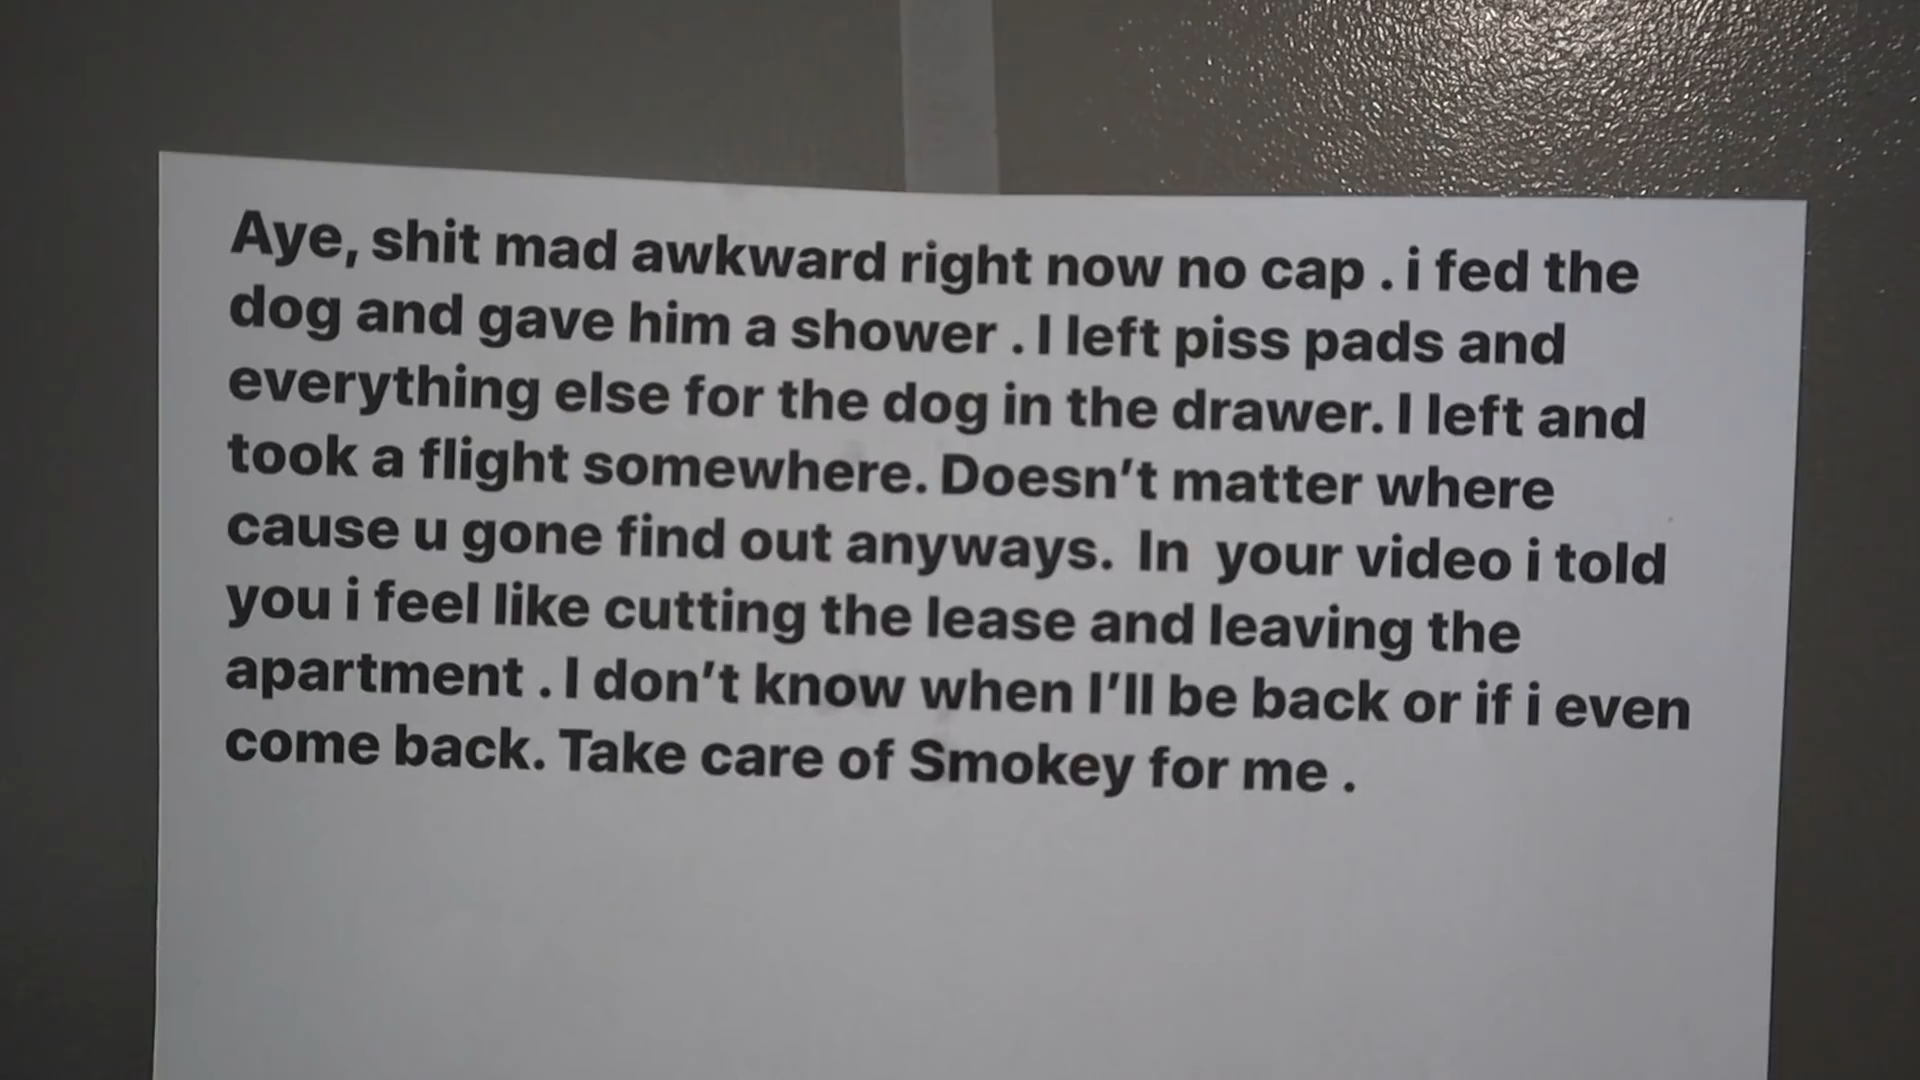 Aye, shit mad awkward right now no cap . i fed the
dog and gave him a shower . I left piss pads and
everything else for the dog in the drawer. I left and
took a flight somewhere. Doesn’t matter where
cause u gone find out anyways. In your video i told
you i feel like cutting the lease and leaving the
apartment . I don’t know when I’ll be back or if i even
come back. Take care of Smokey for me .